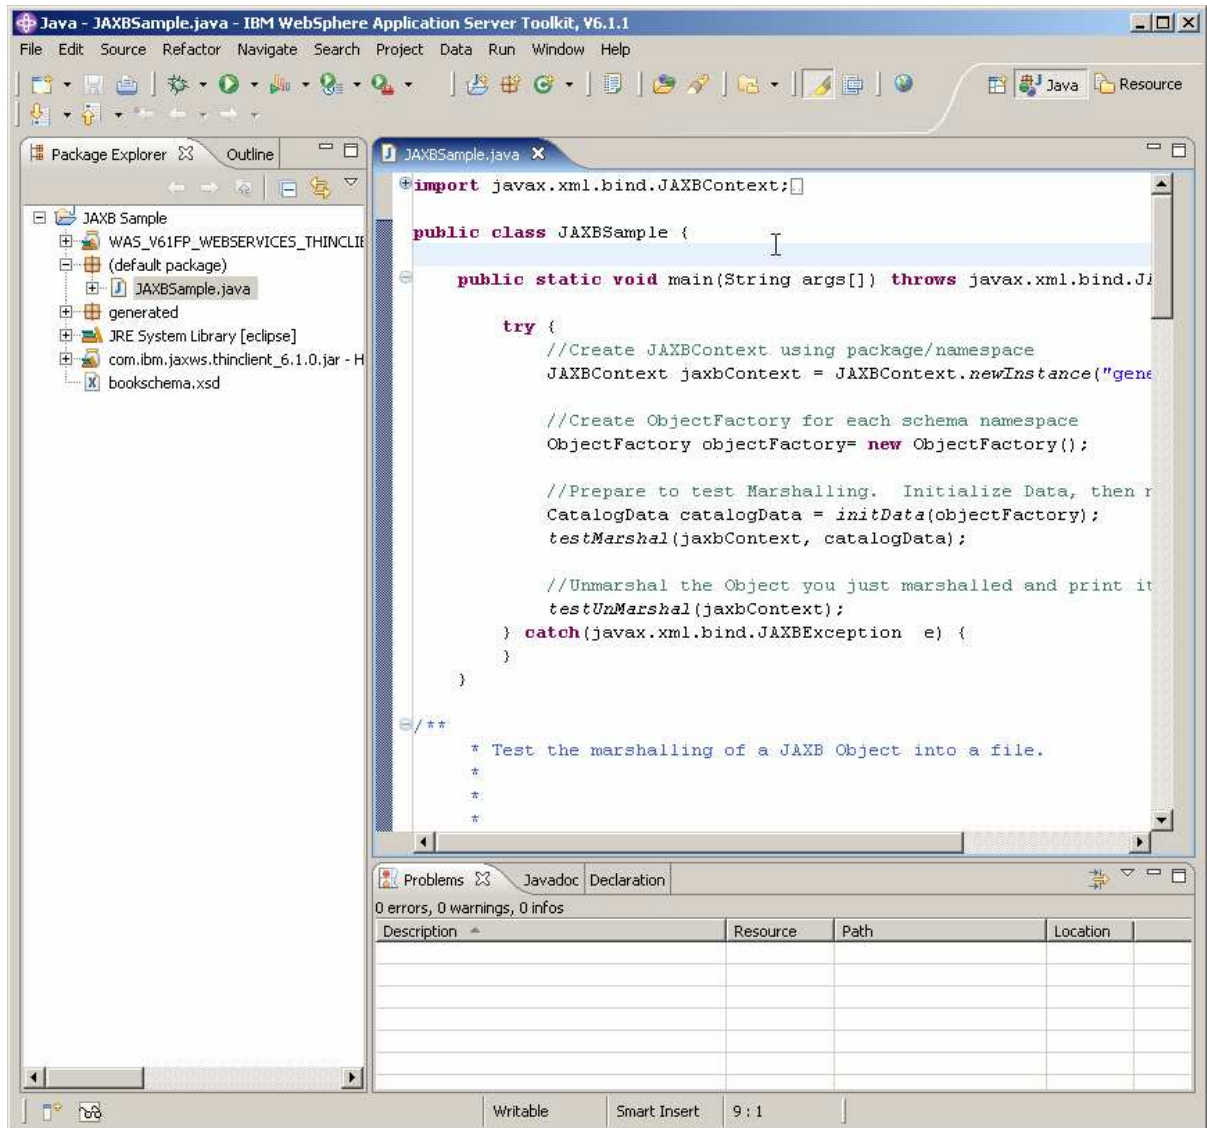 Java - JAXBSample.java - IBM WebSphere Application Server Toolkit, V6.1.1
File Edit Source Refactor Navigate Search Project Data Run Window Help
Java Resource
Package Explorer Outline
JAXB Sample
WAS_V61FP_WEBSERVICES_THINCLIE
(default package)
JAXBSample.java
generated
JRE System Library [eclipse]
com.ibm.jaxws.thinclient_6.1.0.jar - H
bookschema.xsd
JAXBSample.java
import javax.xml.bind.JAXBContext;
public class JAXBSample {
public static void main(String args[]) throws javax.xml.bind.JA
try {
//Create JAXBContext using package/namespace
JAXBContext jaxbContext = JAXBContext.newInstance("gene
//Create ObjectFactory for each schema namespace
ObjectFactory objectFactory= new ObjectFactory();
//Prepare to test Marshalling.  Initialize Data, then
CatalogData catalogData = initData(objectFactory);
testMarshal(jaxbContext, catalogData);
//Unmarshal the Object you just marshalled and print it
testUnMarshal(jaxbContext);
} catch(javax.xml.bind.JAXBException  e) {
}
}
/**
* Test the marshalling of a JAXB Object into a file.
*
*
*
Problems Javadoc Declaration
0 errors, 0 warnings, 0 infos
Description Resource Path Location
Writable Smart Insert 9 : 1